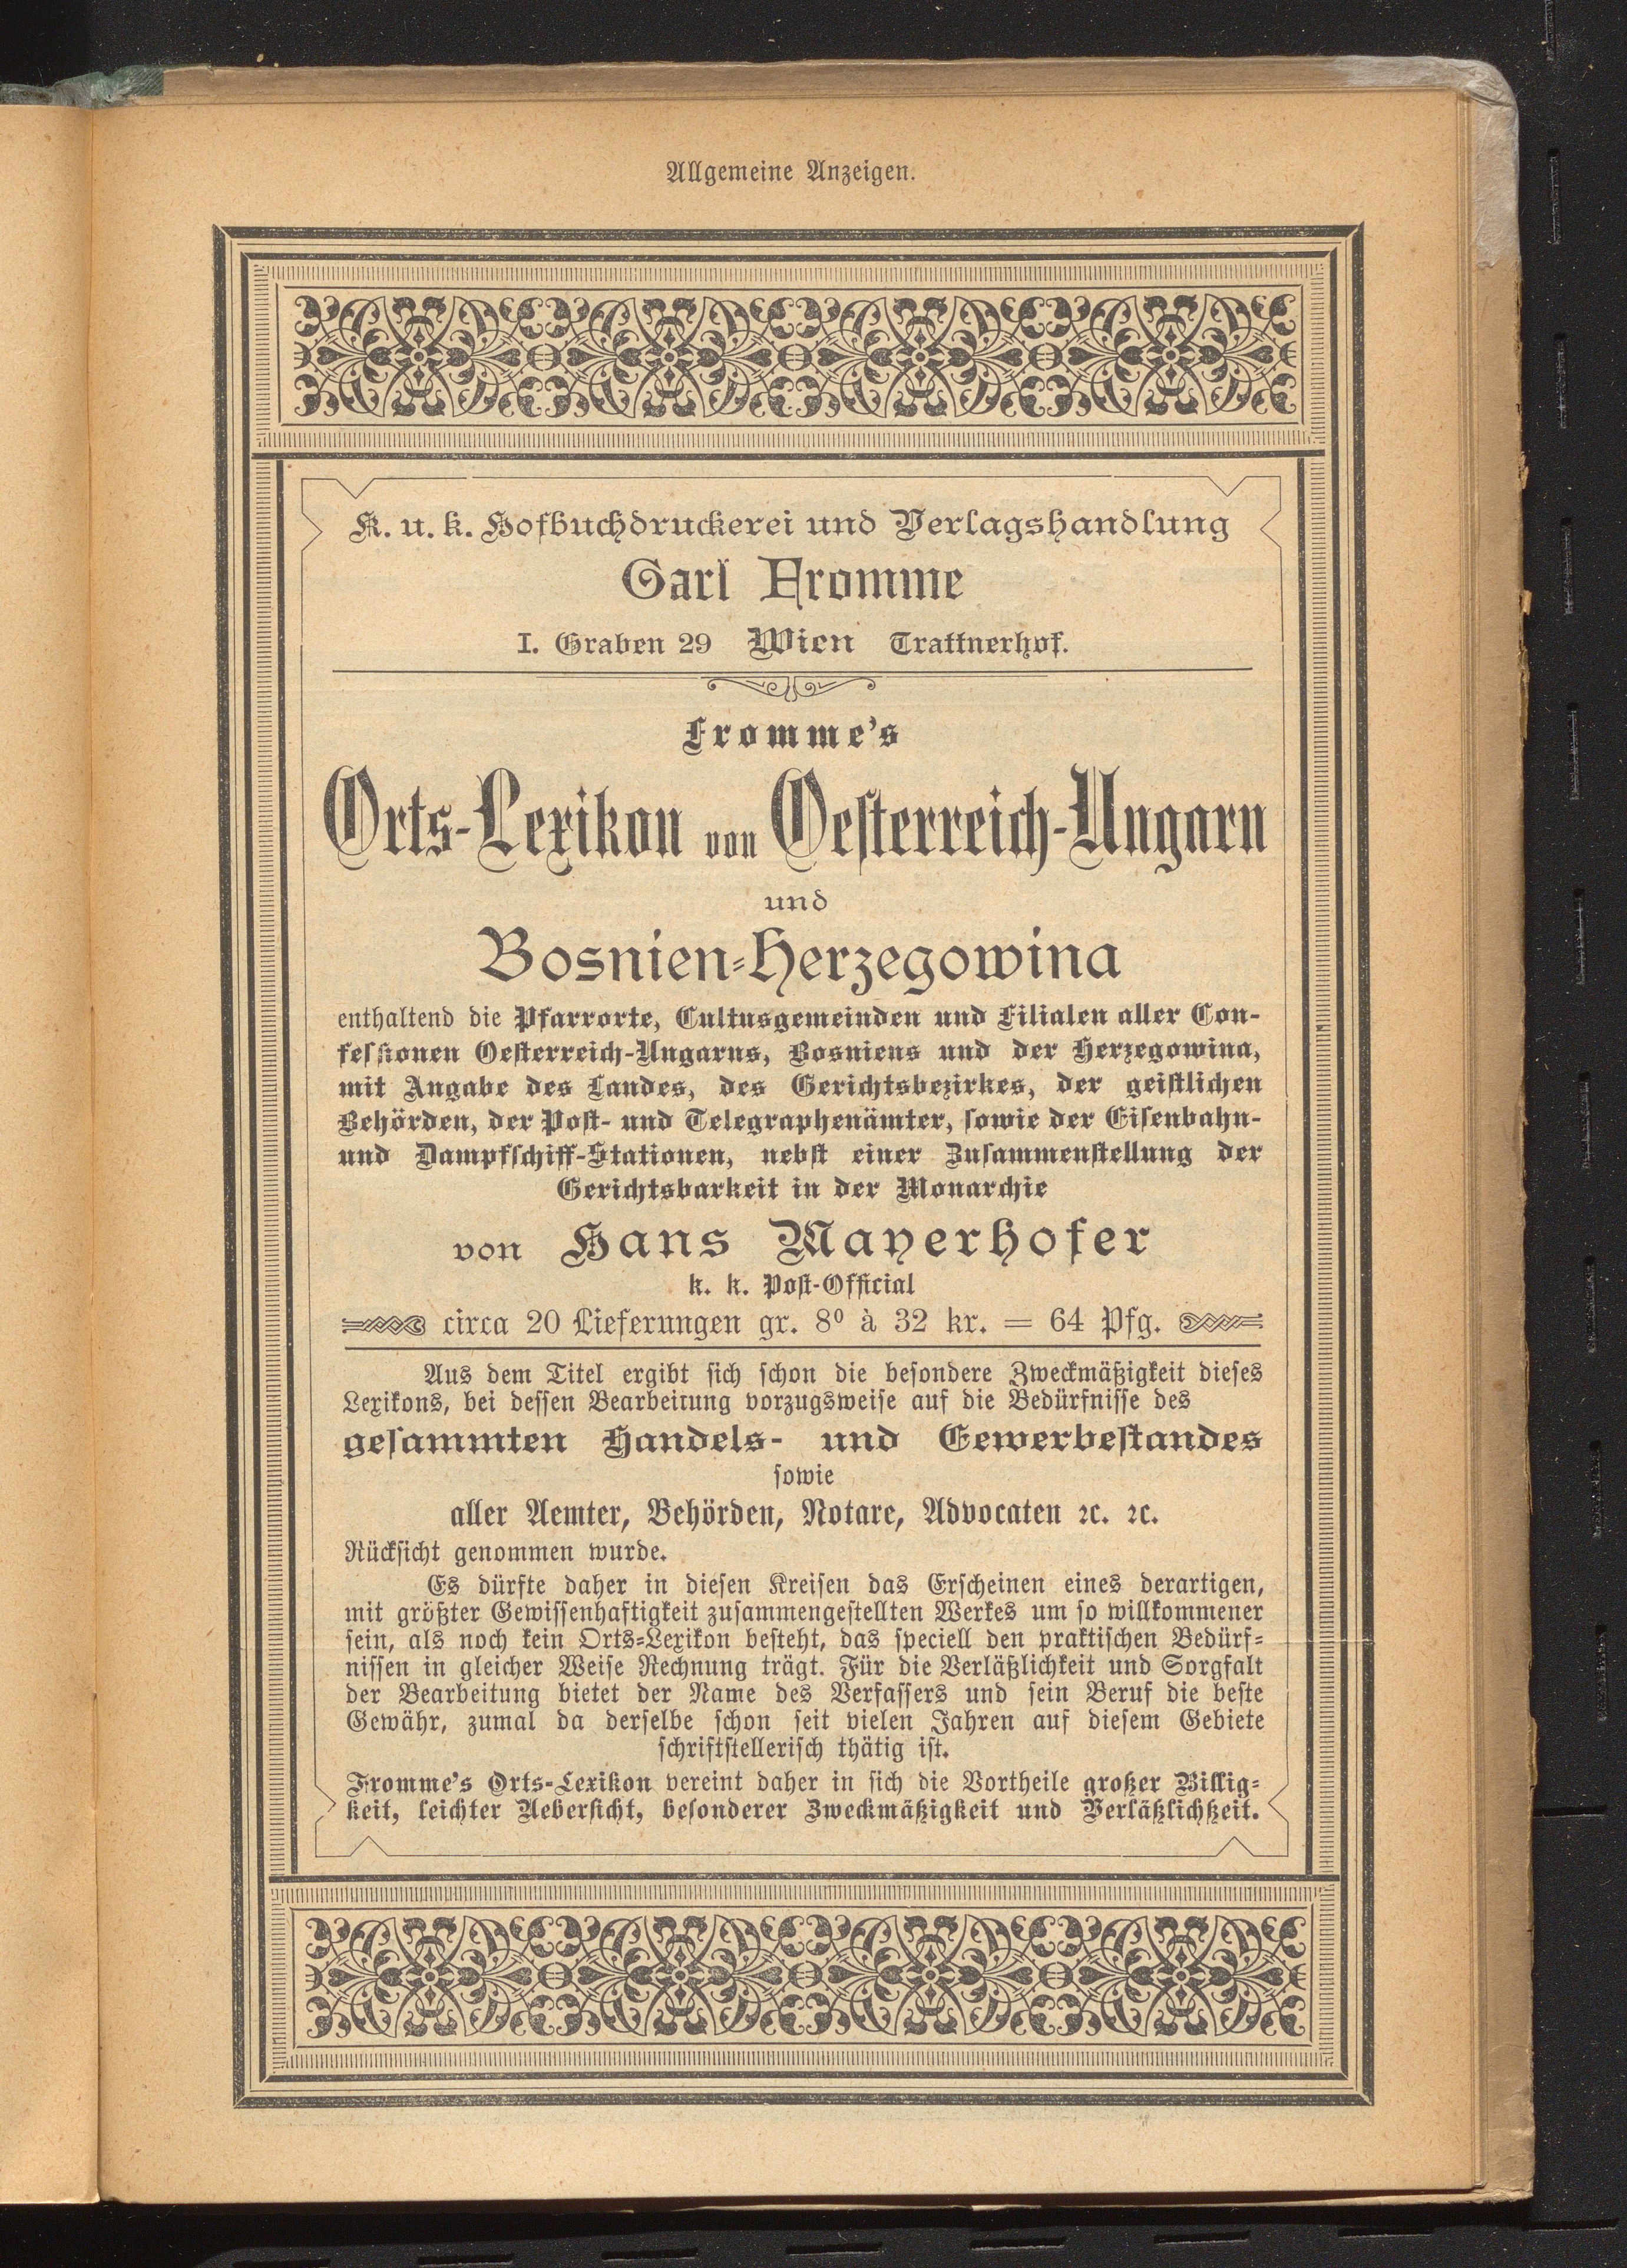 Allgemeine Anzeigen.
K. u. k. Hofbuchdruckerei und Verlagshandlung
Carl Fromme
I. Graben 29 Wien Trattnerhof.
Fromme's
Orts-Lexikon von Oesterreich-Ungarn
und
Bosnien-Herzegowina
enthaltend die Pfarrorte, Cultusgemeinden und Filialen aller Con-
fessionen Oesterreich-Ungarns, Bosniens und der Herzegowina,
mit Angabe des Landes, des Gerichtsbezirkes, der geistlichen
Behörden, der Post- und Telegraphenämter, sowie der Eisenbahn-
und Dampfschiff-Stationen, nebst einer Zusammenstellung der
Gerichtsbarkeit in der Monarchie
von Hans Mayerhofer
k. k. Post-Official
circa 20 Lieferungen gr. 8⁰ à 32 kr. = 64 Pfg.
Aus dem Titel ergibt sich schon die besondere Zweckmäßigkeit dieses
Lexikons, bei dessen Bearbeitung vorzugsweise auf die Bedürfnisse des
gesammten Handels- und Gewerbestandes
sowie
aller Aemter, Behörden, Notare, Advocaten ꝛc. ꝛc.
Rücksicht genommen wurde.
Es dürfte daher in diesen Kreisen das Erscheinen eines derartigen,
mit größter Gewissenhaftigkeit zusammengestellten Werkes um so willkommener
sein, als noch kein Orts-Lexikon besteht, das speciell den praktischen Bedürf-
nissen in gleicher Weise Rechnung trägt. Für die Verläßlichkeit und Sorgfalt
der Bearbeitung bietet der Name des Verfassers und sein Beruf die beste
Gewähr, zumal da derselbe schon seit vielen Jahren auf diesem Gebiete
schriftstellerisch thätig ist.
Fromme's Orts-Lexikon vereint daher in sich die Vortheile großer Billig-
keit, leichter Uebersicht, besonderer Zweckmäßigkeit und Verläßlichkeit.